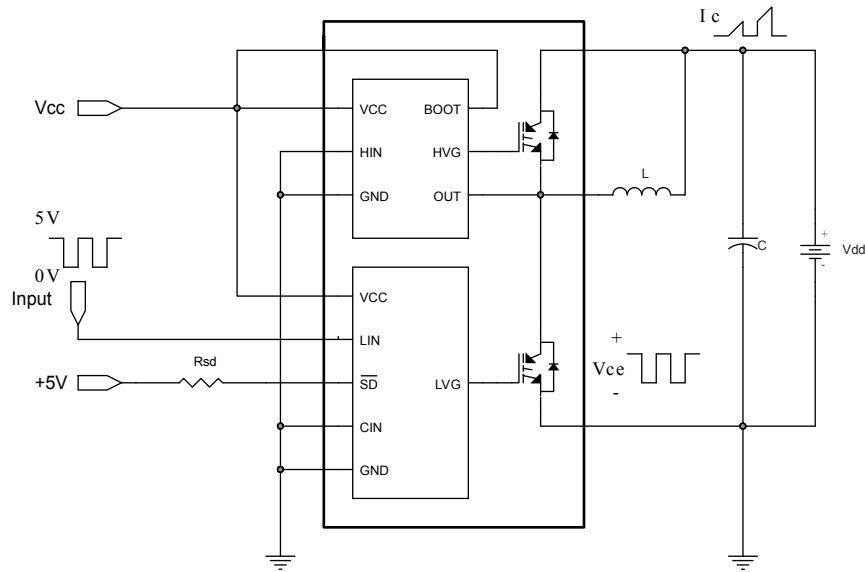 Ic
Vcc
VCC
BOOT
HIN
HVG
GND
OUT
L
5V
0V
Input
+
C
Vdd
-
VCC
LIN
+
Vce
-
Rsd
+5V
SD
LVG
CIN
GND